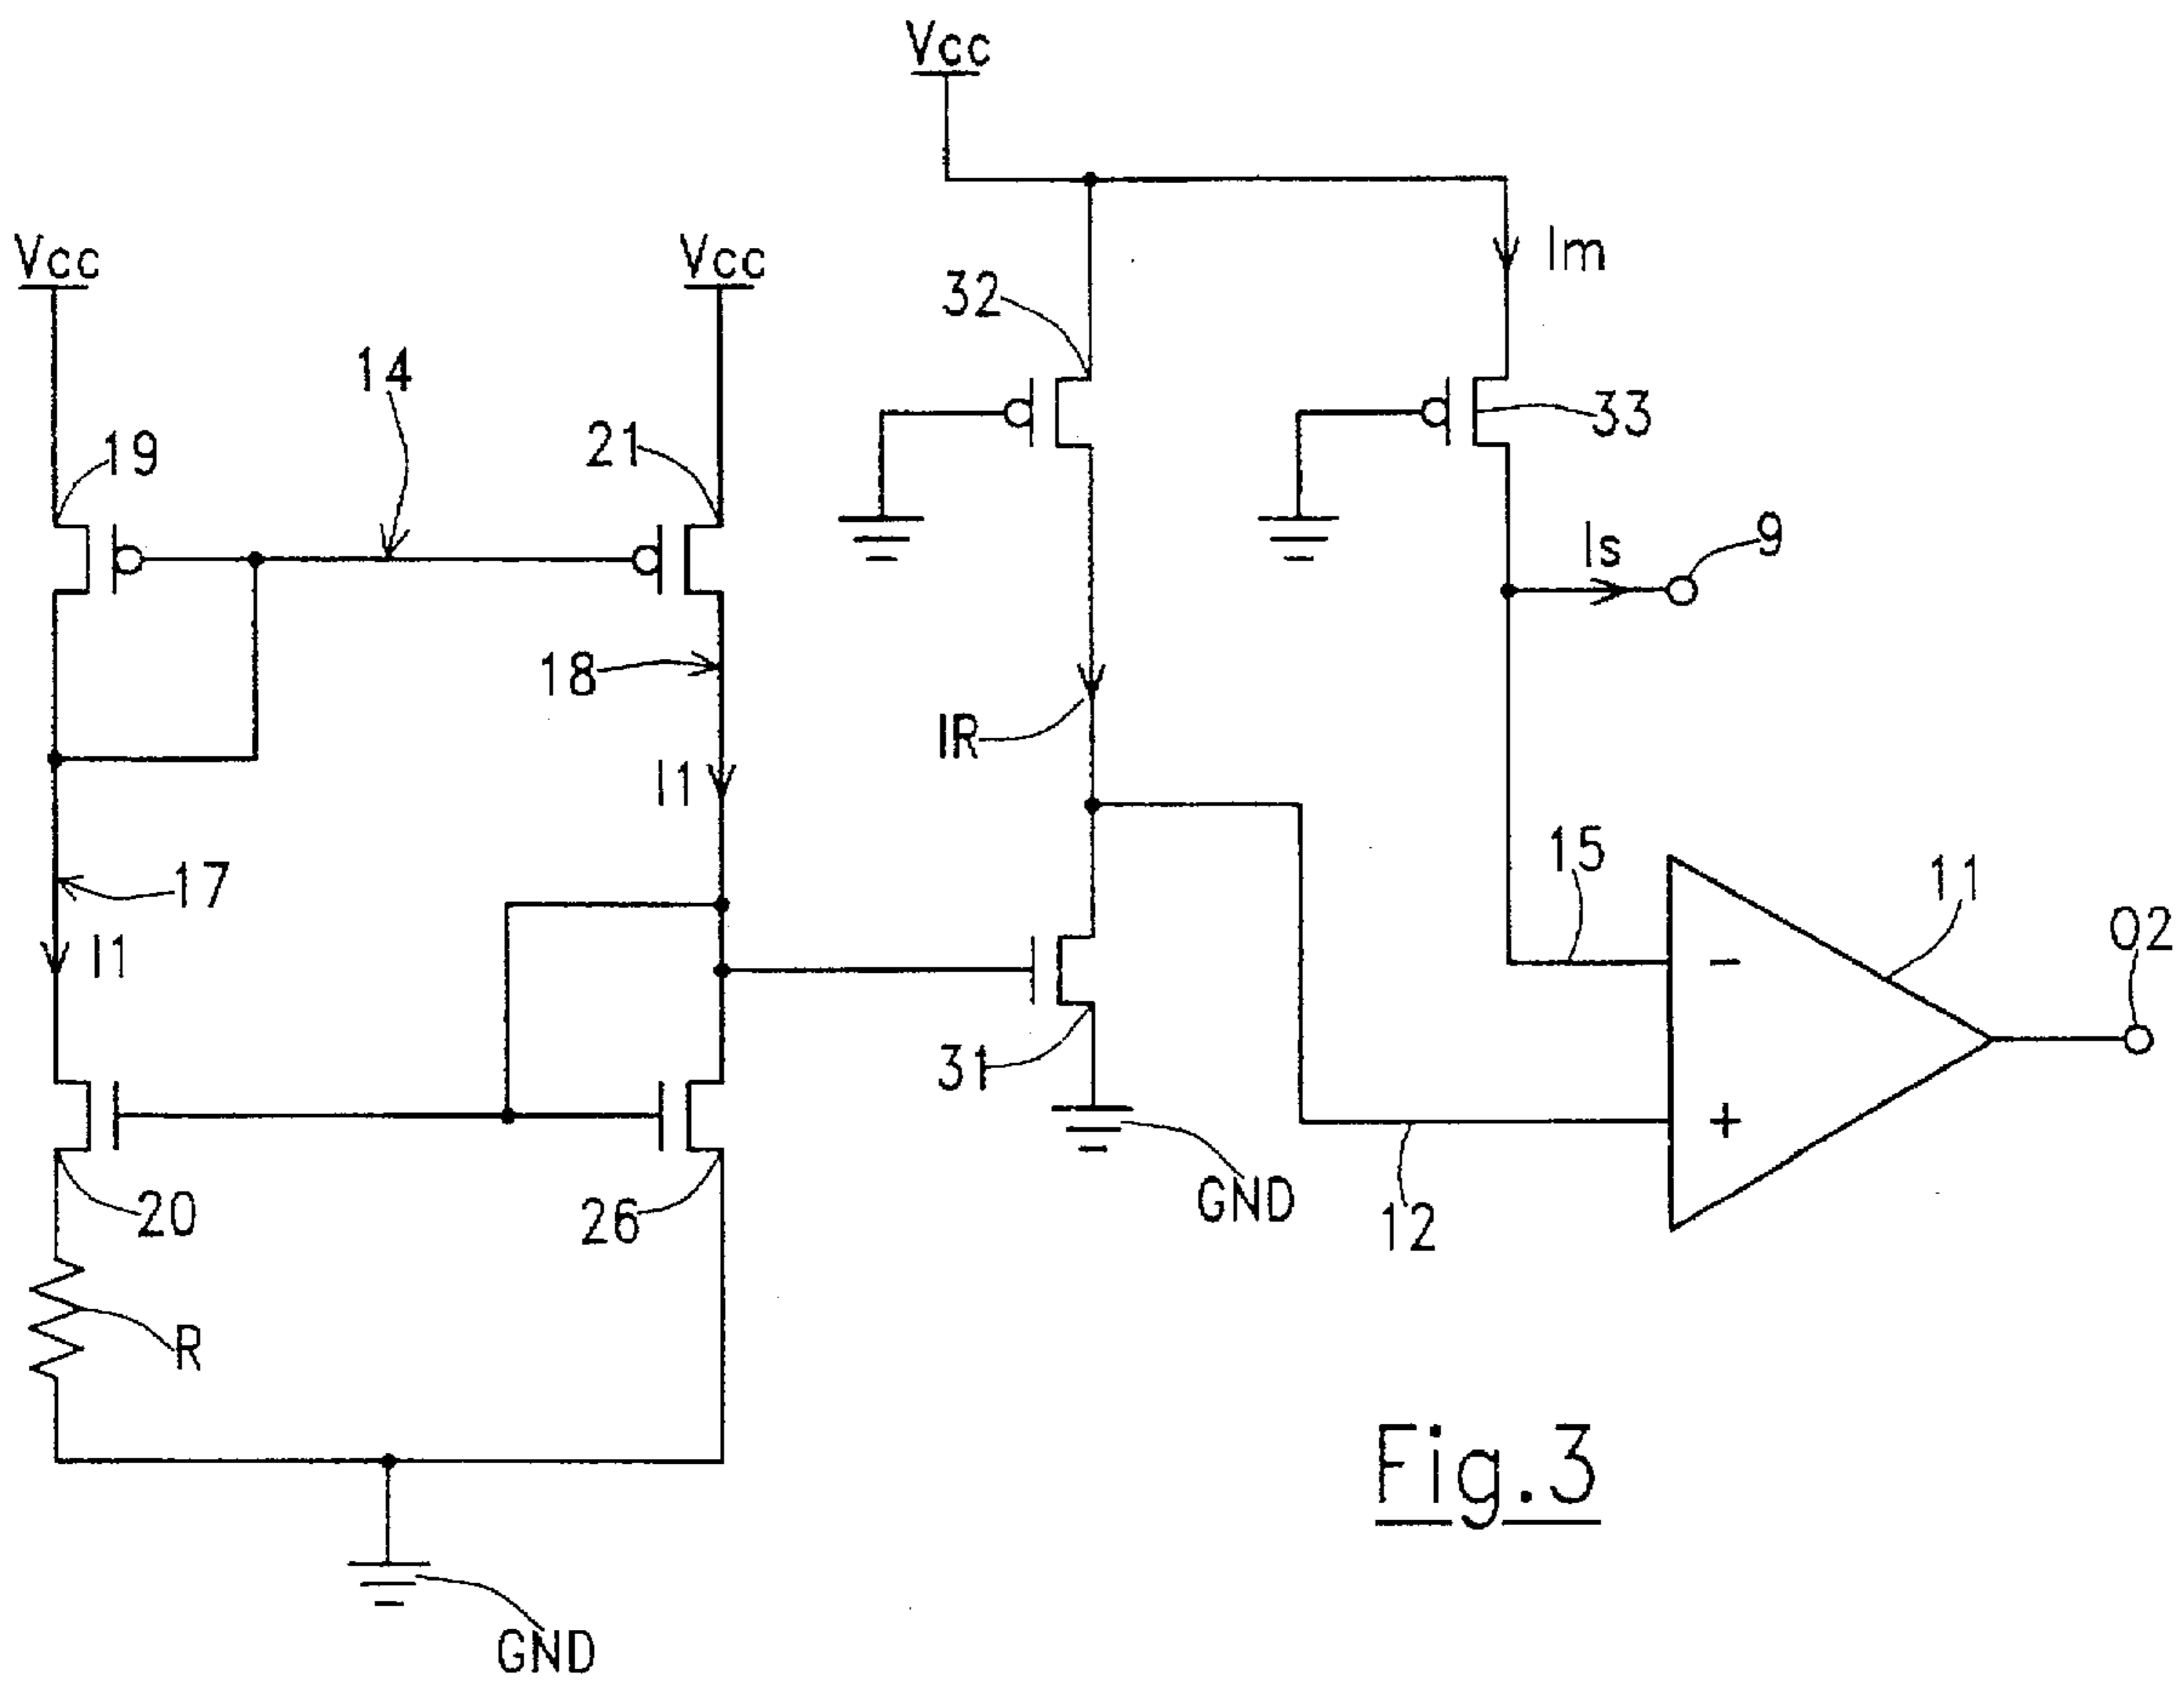 Vcc
Vcc
Vcc
Im
32
14
33
19
21
Is
9
18
IR
I1
15
11
17
O2
I1
-
31
+
GND
12
20
26
R
Fig.3
GND